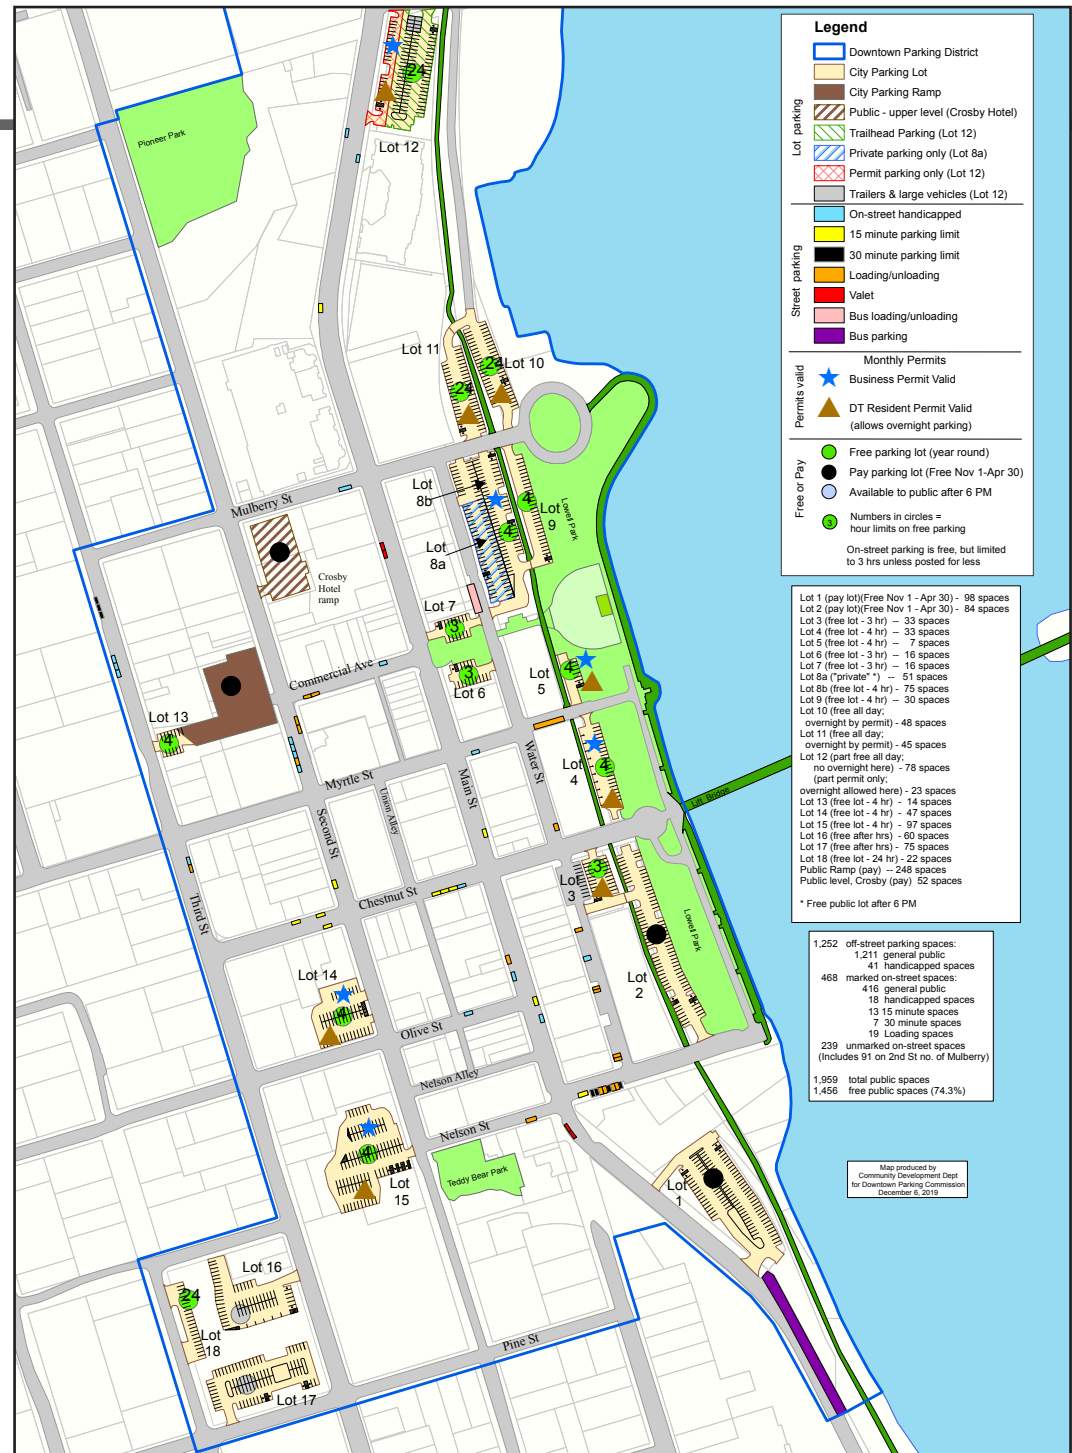 Legend
Lot parking
Downtown Parking District
City Parking Lot
City Parking Ramp
Public - upper level (Crosby Hotel)
Trailhead Parking (Lot 12)
Private parking only (Lot 8a)
Permit parking only (Lot 12)
Trailers & large vehicles (Lot 12)
Street parking
On-street handicapped
15 minute parking limit
30 minute parking limit
Loading/unloading
Valet
Bus loading/unloading
Bus parking
Permits valid
Monthly Permits
Business Permit Valid
DT Resident Permit Valid
(allows overnight parking)
Free or Pay
Free parking lot (year round)
Pay parking lot (Free Nov 1-Apr 30)
Available to public after 6 PM
3
Numbers in circles =
hour limits on free parking
On-street parking is free, but limited
to 3 hrs unless posted for less
Lot 1 (pay lot)(Free Nov 1 - Apr 30) - 98 spaces
Lot 2 (pay lot)(Free Nov 1 - Apr 30) - 84 spaces
Lot 3 (free lot - 3 hr) -- 33 spaces
Lot 4 (free lot - 4 hr) -- 33 spaces
Lot 5 (free lot - 4 hr) -- 7 spaces
Lot 6 (free lot - 3 hr) -- 16 spaces
Lot 7 (free lot - 3 hr) -- 16 spaces
Lot 8a ("private" *) -- 51 spaces
Lot 8b (free lot - 4 hr) - 75 spaces
Lot 9 (free lot - 4 hr) -- 30 spaces
Lot 10 (free all day;
overnight by permit) - 48 spaces
Lot 11 (free all day;
overnight by permit) - 45 spaces
Lot 12 (part free all day;
no overnight here) - 78 spaces
(part permit only;
overnight allowed here) - 23 spaces
Lot 13 (free lot - 4 hr) - 14 spaces
Lot 14 (free lot - 4 hr) - 47 spaces
Lot 15 (free lot - 4 hr) - 97 spaces
Lot 16 (free after hrs) - 60 spaces
Lot 17 (free after hrs) - 75 spaces
Lot 18 (free lot - 24 hr) - 22 spaces
Public Ramp (pay) -- 248 spaces
Public level, Crosby (pay) 52 spaces
* Free public lot after 6 PM
1,252 off-street parking spaces:
1,211 general public
41 handicapped spaces
468 marked on-street spaces:
416 general public
18 handicapped spaces
13 15 minute spaces
7 30 minute spaces
19 Loading spaces
239 unmarked on-street spaces
(Includes 91 on 2nd St no. of Mulberry)
1,959 total public spaces
1,456 free public spaces (74.3%)
Map produced by
Community Development Dept
for Downtown Parking Commission
December 6, 2019
Pioneer Park
24
Lot 12
Lot 11
24
24
Lot 10
Mulberry St
Lot
8b
4
Lot
9
Lowell Park
4
Lot
8a
Crosby
Hotel
ramp
Lot 7
3
Commercial Ave
3
Lot 6
Lot
5
4
Lot 13
4
Water St
Lot
4
4
Myrtle St
Main St
Union Alley
Second St
Lift Bridge
Chestnut St
Third St
Lot
3
3
Lowell Park
Lot
2
Lot 14
4
Olive St
Nelson Alley
Nelson St
4
Lot
15
Teddy Bear Park
Lot
1
Lot 16
24
Lot
18
Pine St
Lot 17